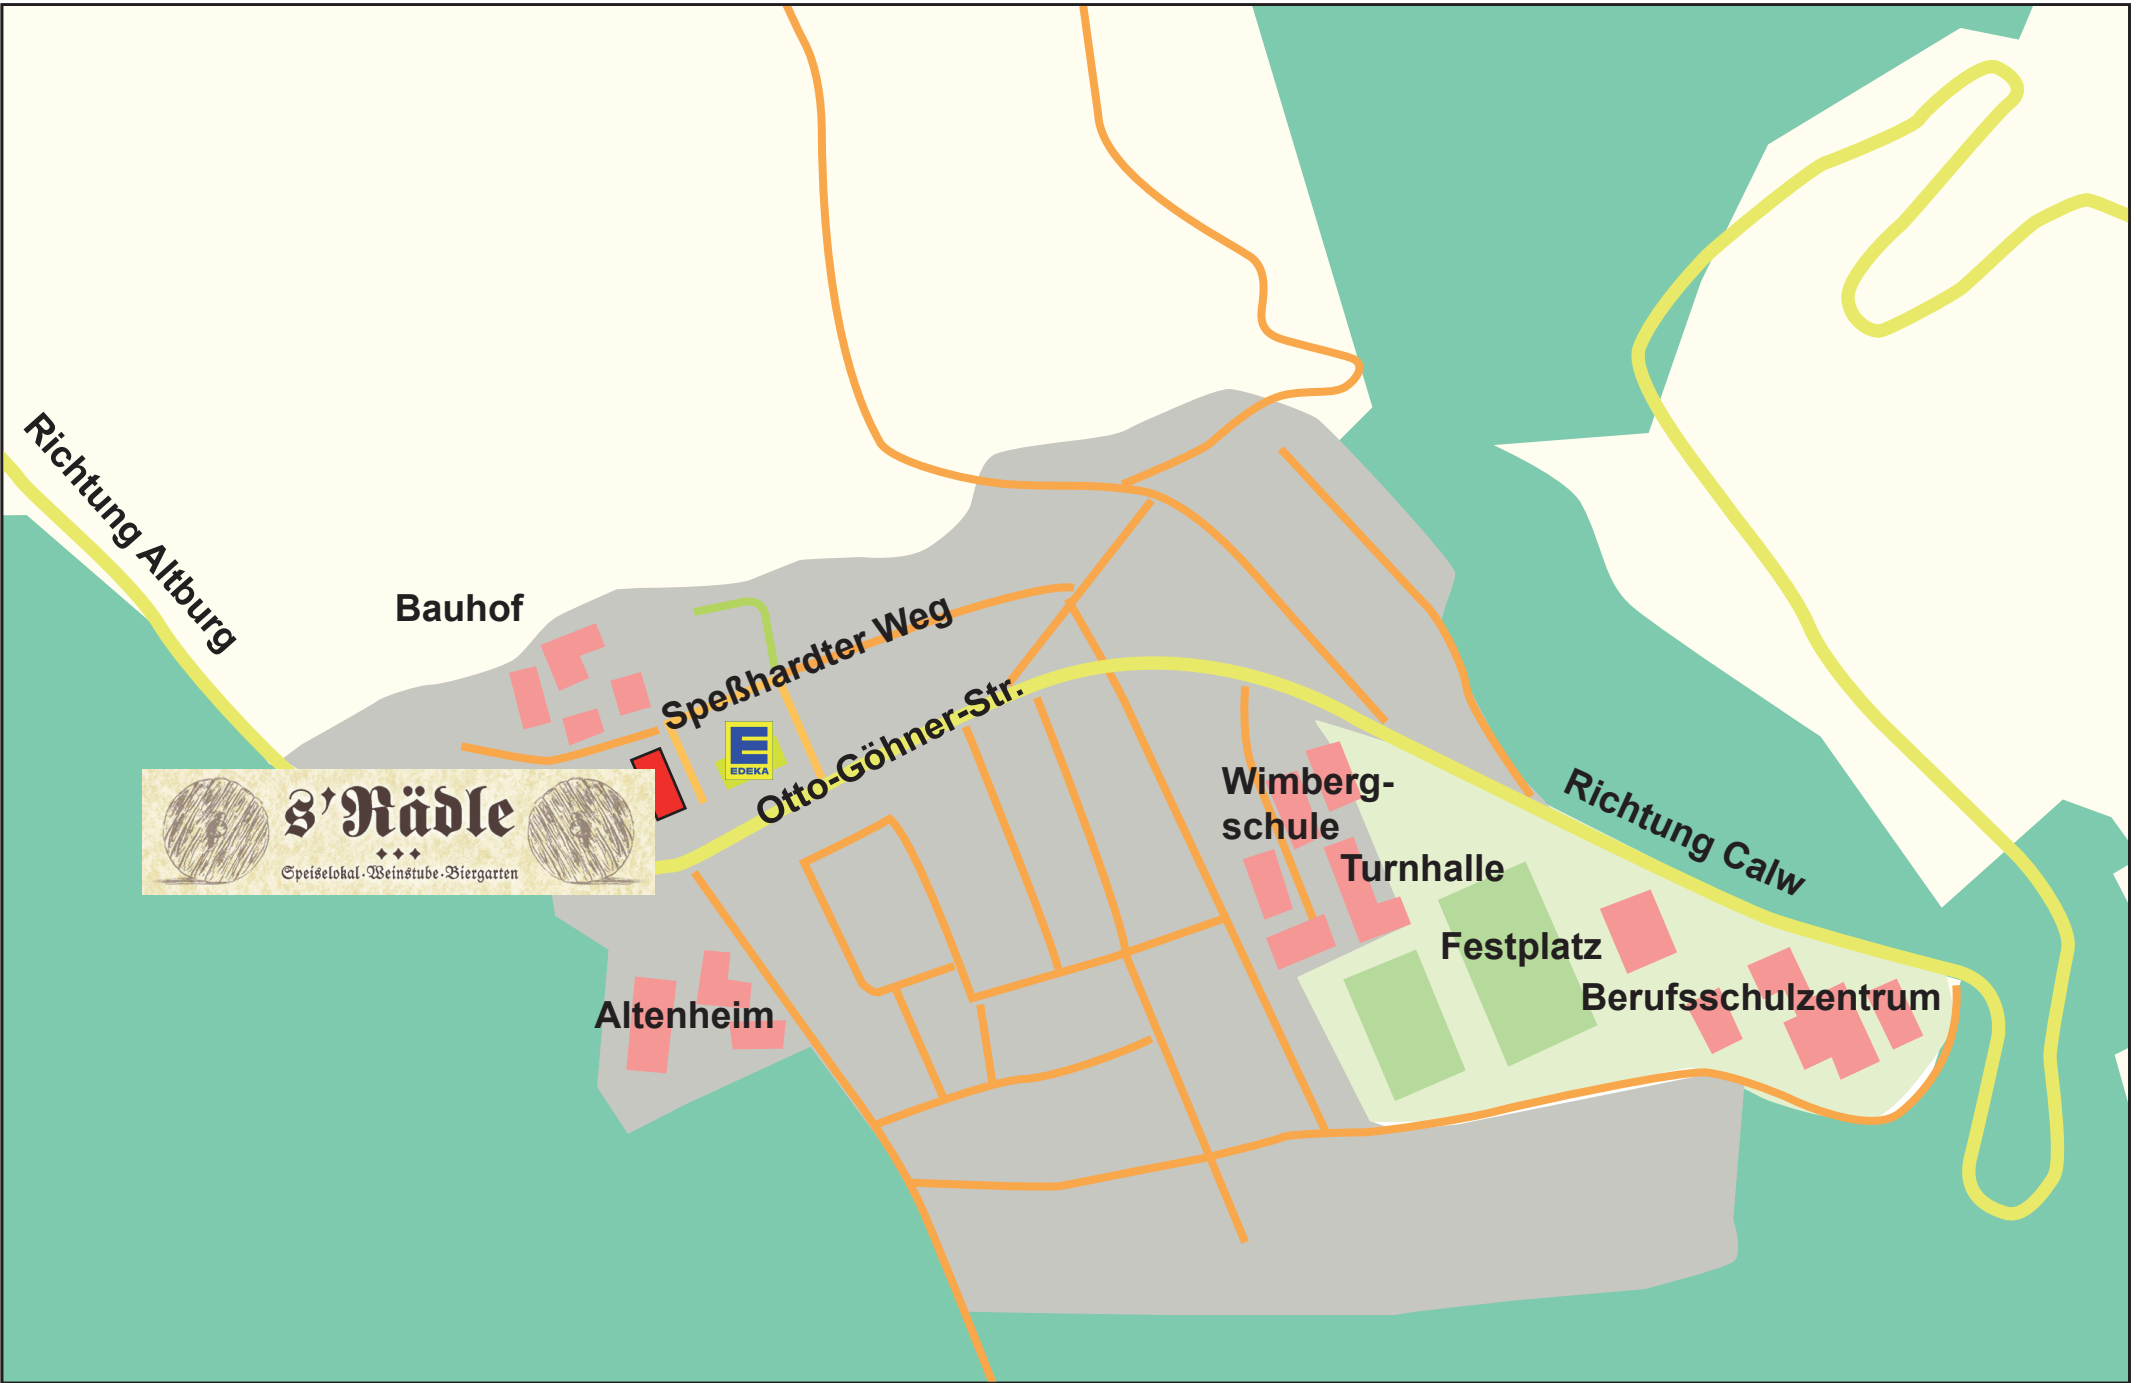 Richtung Altburg
Bauhof
Speßhardter Weg
E
EDEKA
Otto-Göhner-Str.
s'Rädle
Speiselokal·Weinstube·Biergarten
Wimberg-
schule
Turnhalle
Richtung Calw
Festplatz
Berufsschulzentrum
Altenheim